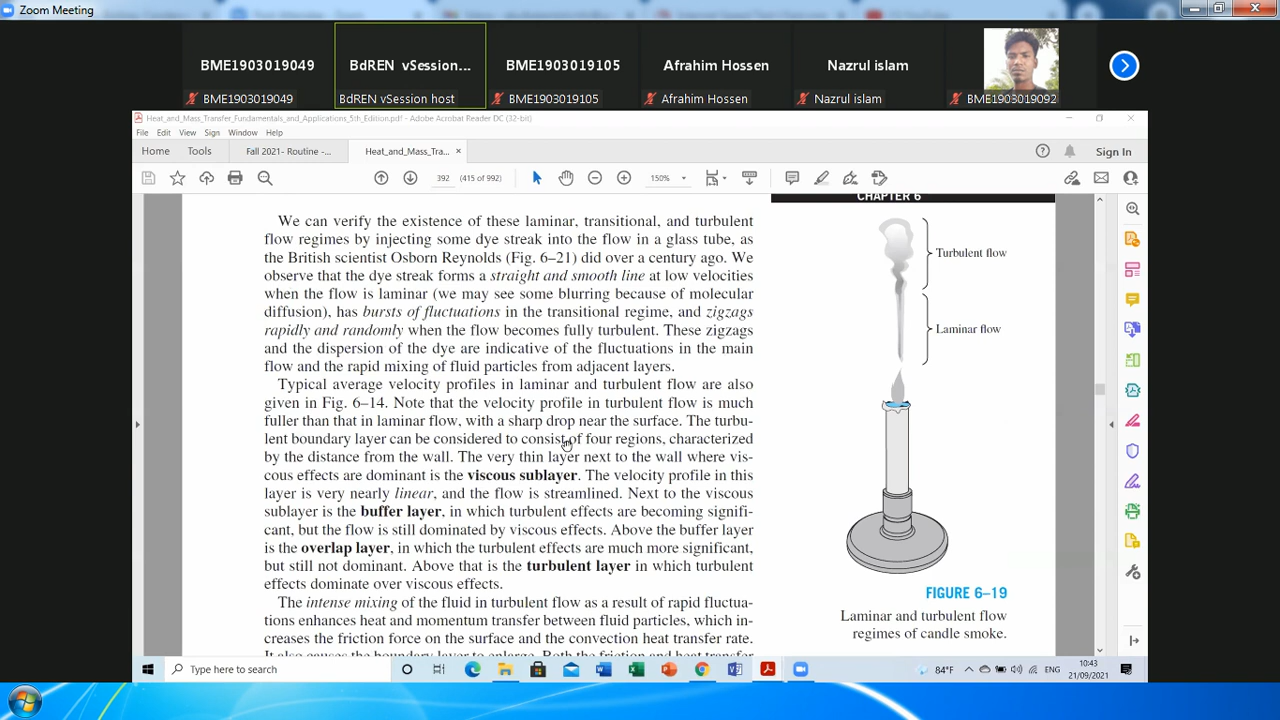 Zoom Meeting
BME1903019049
BdREN vSession...
BME1903019105
Afrahim Hossen
Nazrul islam
BME1903019049
BdREN vSession host
BME1903019105
Afrahim Hossen
Nazrul islam
BME1903019092
Heat_and_Mass_Transfer_Fundamentals_and_Applications_5th_Edition.pdf - Adobe Acrobat Reader DC (32-bit)
File Edit View Sign Window Help
Home Tools Fall 2021- Routine -... Heat_and_Mass_Tra... × Sign In
392 (415 of 992) 150%
CHAPTER 6
We can verify the existence of these laminar, transitional, and turbulent
flow regimes by injecting some dye streak into the flow in a glass tube, as
the British scientist Osborn Reynolds (Fig. 6–21) did over a century ago. We
observe that the dye streak forms a straight and smooth line at low velocities
when the flow is laminar (we may see some blurring because of molecular
diffusion), has bursts of fluctuations in the transitional regime, and zigzags
rapidly and randomly when the flow becomes fully turbulent. These zigzags
and the dispersion of the dye are indicative of the fluctuations in the main
flow and the rapid mixing of fluid particles from adjacent layers.
Typical average velocity profiles in laminar and turbulent flow are also
given in Fig. 6–14. Note that the velocity profile in turbulent flow is much
fuller than that in laminar flow, with a sharp drop near the surface. The turbu-
lent boundary layer can be considered to consist of four regions, characterized
by the distance from the wall. The very thin layer next to the wall where vis-
cous effects are dominant is the viscous sublayer. The velocity profile in this
layer is very nearly linear, and the flow is streamlined. Next to the viscous
sublayer is the buffer layer, in which turbulent effects are becoming signifi-
cant, but the flow is still dominated by viscous effects. Above the buffer layer
is the overlap layer, in which the turbulent effects are much more significant,
but still not dominant. Above that is the turbulent layer in which turbulent
effects dominate over viscous effects.
The intense mixing of the fluid in turbulent flow as a result of rapid fluctua-
tions enhances heat and momentum transfer between fluid particles, which in-
creases the friction force on the surface and the convection heat transfer rate.
It also causes the boundary layer to enlarge. Both the friction and heat transfer
Turbulent flow
Laminar flow
FIGURE 6–19
Laminar and turbulent flow
regimes of candle smoke.
Type here to search
84°F
ENG
10:43
21/09/2021